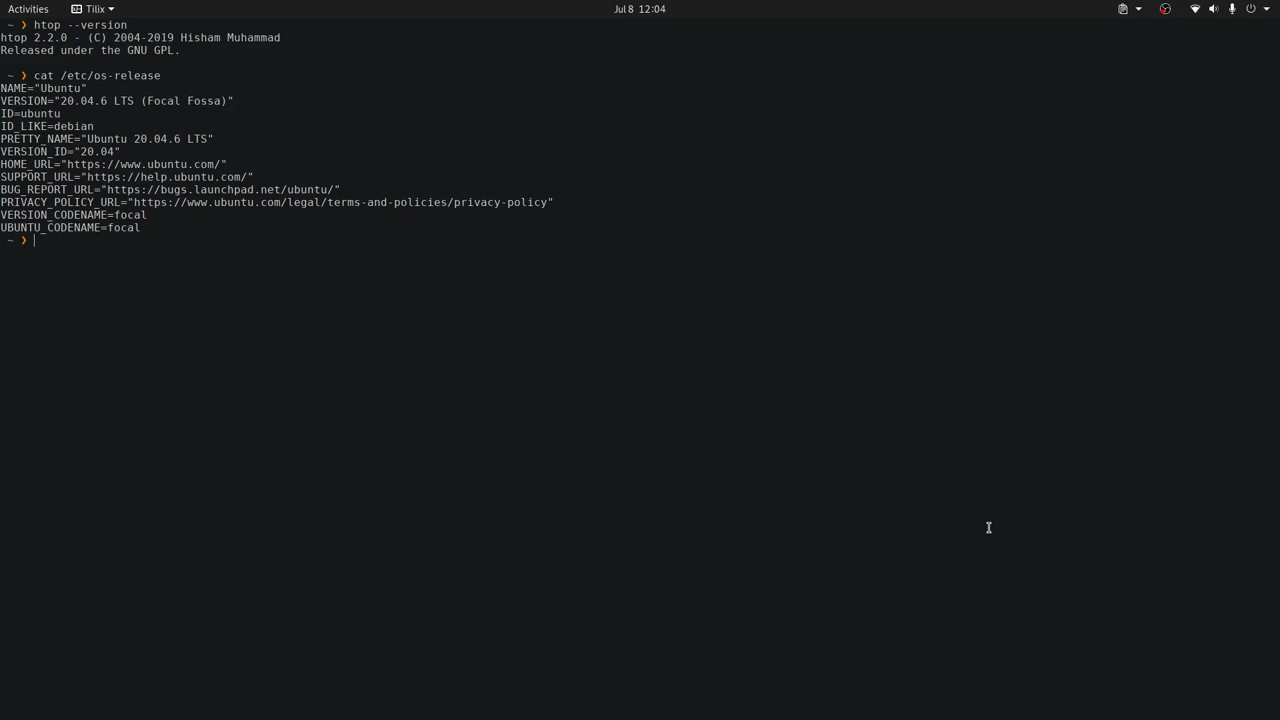 Activities Tilix Jul 8 12:04
~ ❯ htop --version
htop 2.2.0 - (C) 2004-2019 Hisham Muhammad
Released under the GNU GPL.
~ ❯ cat /etc/os-release
NAME="Ubuntu"
VERSION="20.04.6 LTS (Focal Fossa)"
ID=ubuntu
ID_LIKE=debian
PRETTY_NAME="Ubuntu 20.04.6 LTS"
VERSION_ID="20.04"
HOME_URL="https://www.ubuntu.com/"
SUPPORT_URL="https://help.ubuntu.com/"
BUG_REPORT_URL="https://bugs.launchpad.net/ubuntu/"
PRIVACY_POLICY_URL="https://www.ubuntu.com/legal/terms-and-policies/privacy-policy"
VERSION_CODENAME=focal
UBUNTU_CODENAME=focal
~ ❯